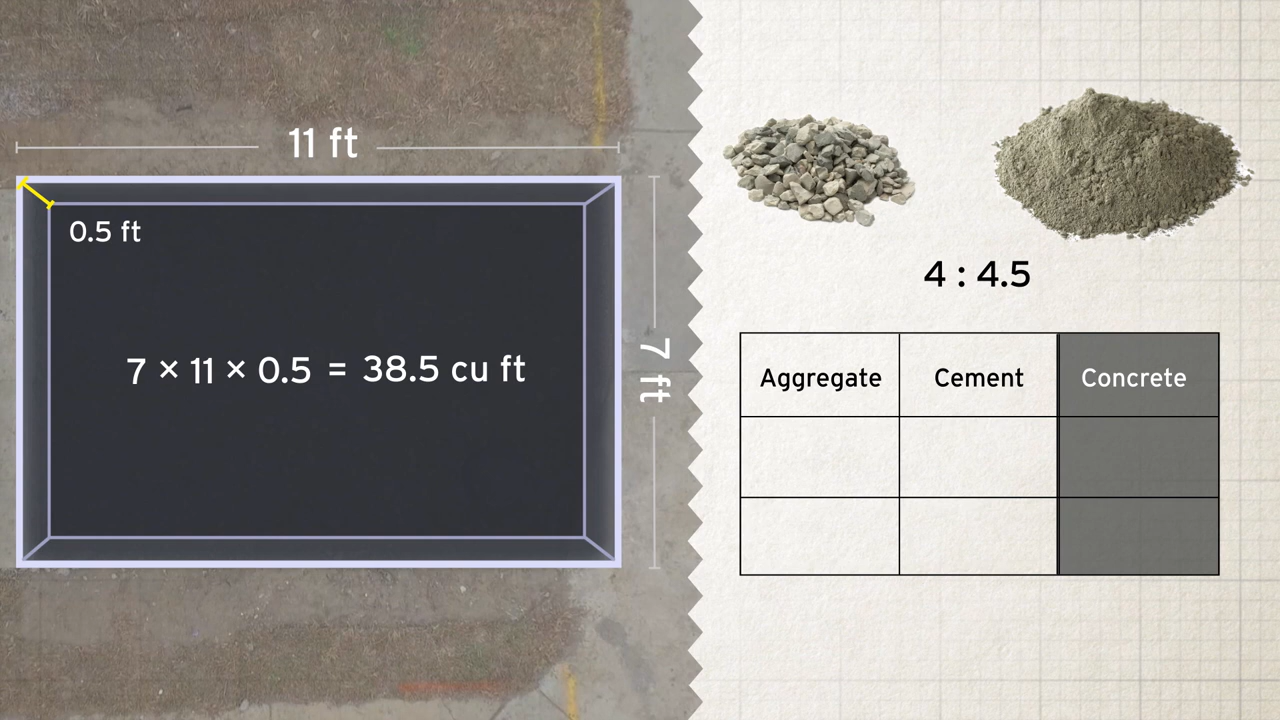 11 ft
0.5 ft
7 × 11 × 0.5 = 38.5 cu ft
7 ft
4 : 4.5
Aggregate Cement Concrete